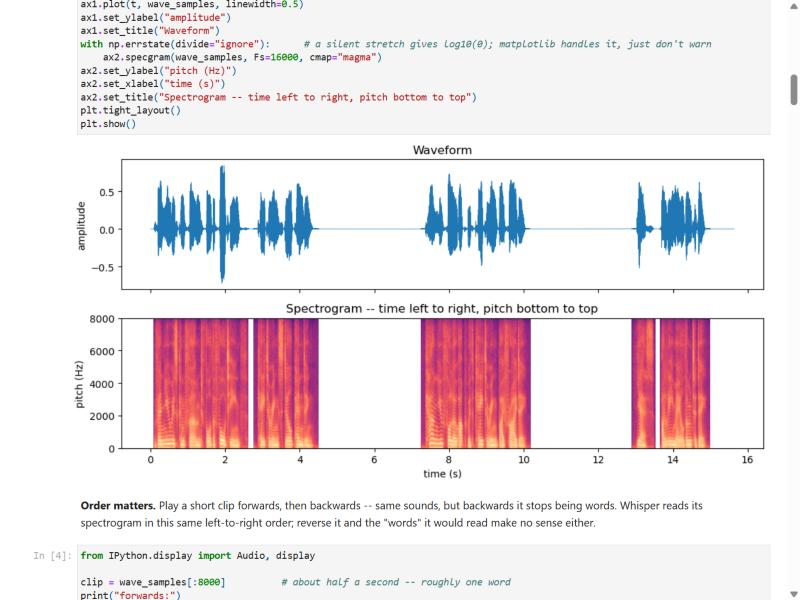 ax1.plot(t, wave_samples, linewidth=0.5)
ax1.set_ylabel("amplitude")
ax1.set_title("Waveform")
with np.errstate(divide="ignore"):     # a silent stretch gives log10(0); matplotlib handles it, just don't warn
    ax2.specgram(wave_samples, Fs=16000, cmap="magma")
ax2.set_ylabel("pitch (Hz)")
ax2.set_xlabel("time (s)")
ax2.set_title("Spectrogram -- time left to right, pitch bottom to top")
plt.tight_layout()
plt.show()
Waveform
0.5
0.0
−0.5
amplitude
Spectrogram -- time left to right, pitch bottom to top
8000
6000
4000
2000
0
pitch (Hz)
0 2 4 6 8 10 12 14 16
time (s)
Order matters. Play a short clip forwards, then backwards -- same sounds, but backwards it stops being words. Whisper reads its
spectrogram in this same left-to-right order; reverse it and the "words" it would read make no sense either.
In [4]: from IPython.display import Audio, display
clip = wave_samples[:8000]         # about half a second -- roughly one word
print("forwards:")